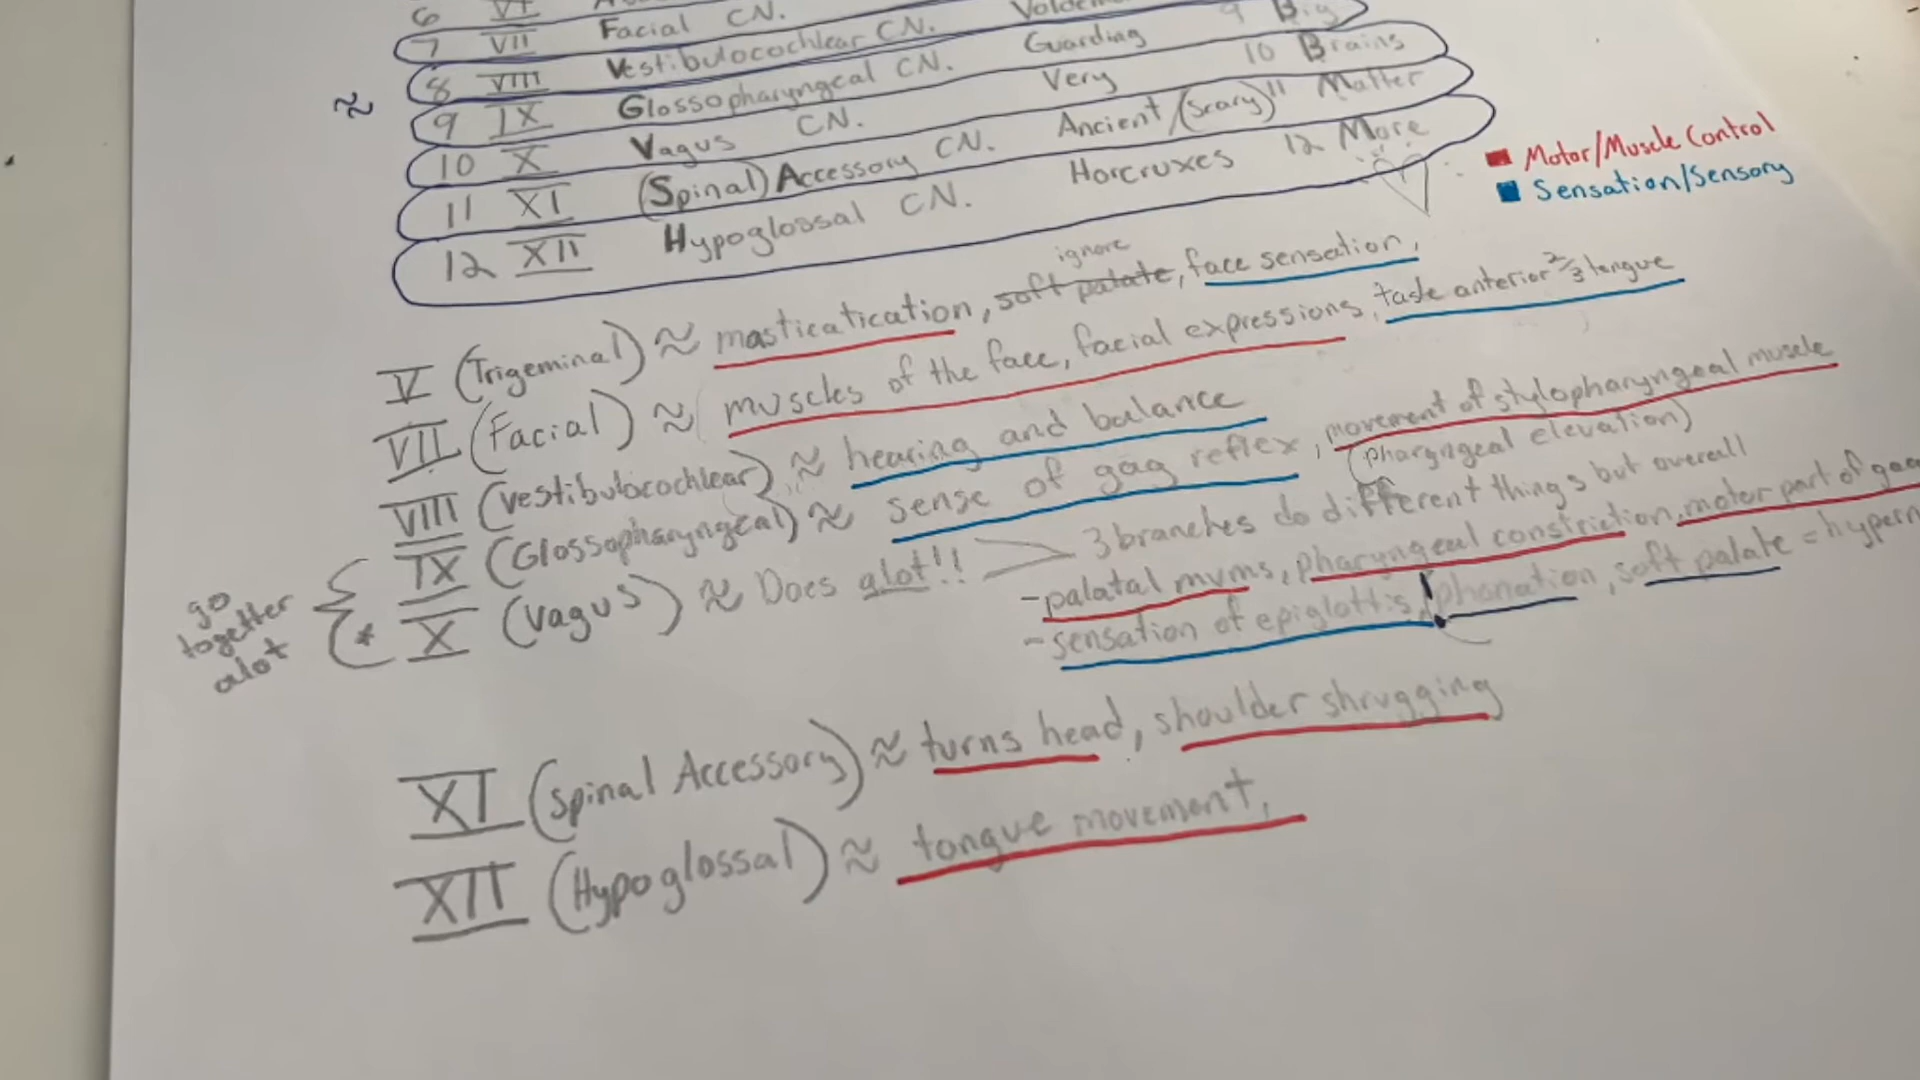 6 VI
7 VII Facial CN. 9 Big
8 VIII Vestibulocochlear CN. Guarding 10 Brains
9 IX Glossopharyngeal CN. Very 11 Matter
10 X Vagus CN. Ancient/(scary) 12 More
11 XI (Spinal) Accessory CN. Horcruxes
12 XII Hypoglossal CN.
≈
Motor/Muscle Control
Sensation/Sensory
ignore
V (Trigeminal) ≈ masticatication, soft palate, face sensation,
VII (Facial) ≈ muscles of the face, facial expressions, taste anterior 2/3 tongue
VIII (vestibulocochlear) ≈ hearing and balance
IX (Glossopharyngeal) ≈ sense of gag reflex, movement of stylopharyngeal muscle
(pharyngeal elevation)
X (vagus) ≈ Does alot!! 3 branches do different things but overall
- palatal mvms, pharyngeal constriction, motor part of gag
- sensation of epiglottis, phonation, soft palate = hypern
go
together
alot
*
XI (spinal Accessory) ≈ turns head, shoulder shrugging
XII (Hypoglossal) ≈ tongue movement,